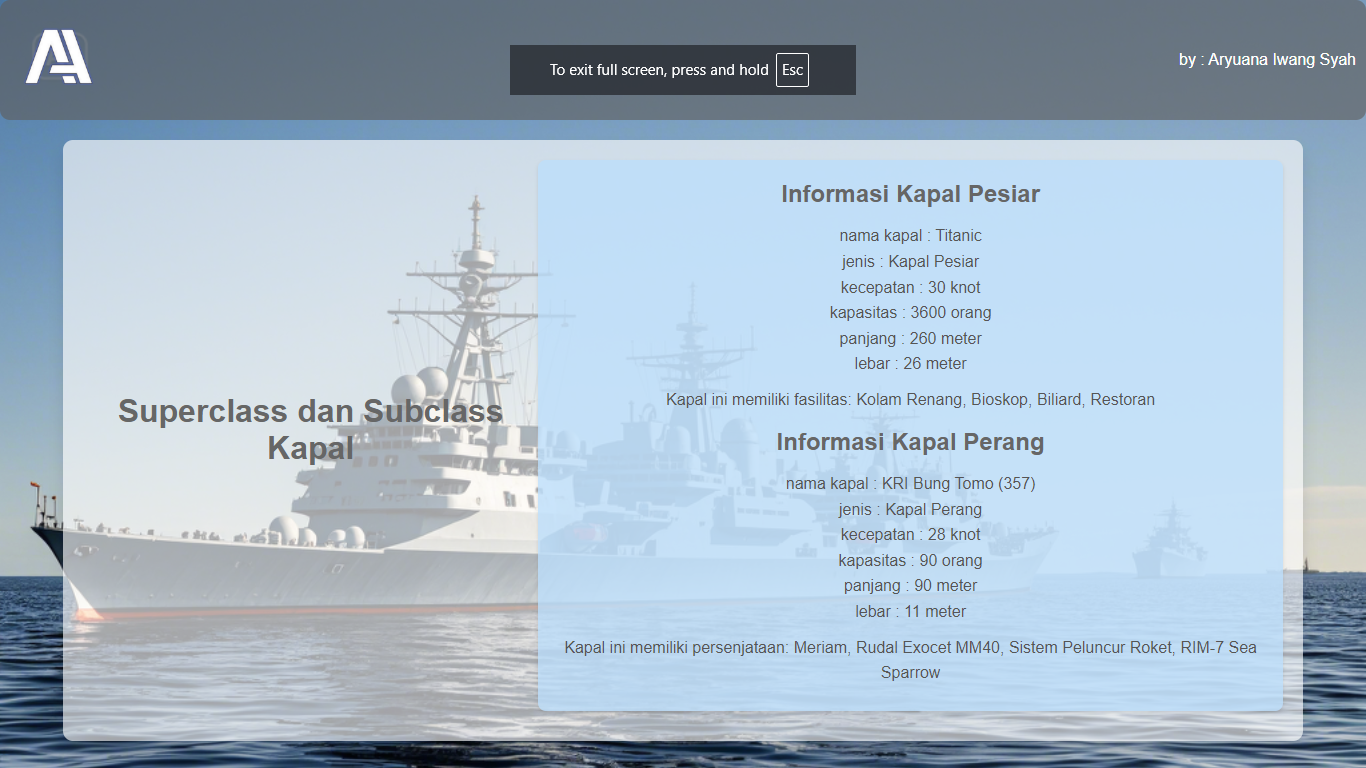 To exit full screen, press and hold Esc
by : Aryuana Iwang Syah
Superclass dan Subclass
Kapal
Informasi Kapal Pesiar
nama kapal : Titanic
jenis : Kapal Pesiar
kecepatan : 30 knot
kapasitas : 3600 orang
panjang : 260 meter
lebar : 26 meter
Kapal ini memiliki fasilitas: Kolam Renang, Bioskop, Biliard, Restoran
Informasi Kapal Perang
nama kapal : KRI Bung Tomo (357)
jenis : Kapal Perang
kecepatan : 28 knot
kapasitas : 90 orang
panjang : 90 meter
lebar : 11 meter
Kapal ini memiliki persenjataan: Meriam, Rudal Exocet MM40, Sistem Peluncur Roket, RIM-7 Sea
Sparrow